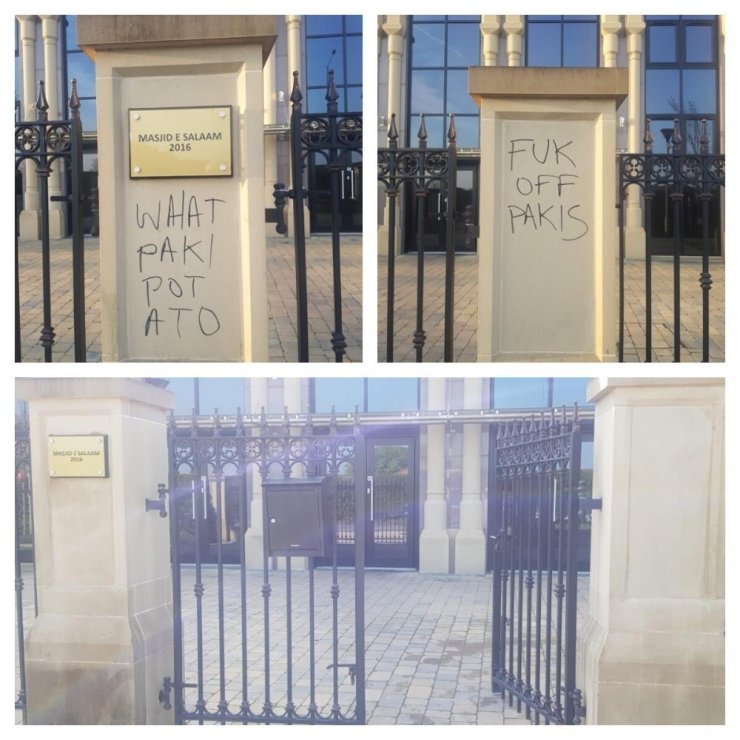 MASJID E SALAAM
2016
WHAT
PAKI
POT
ATO
FUK
OFF
PAKIS
MASJID E SALAAM
2016